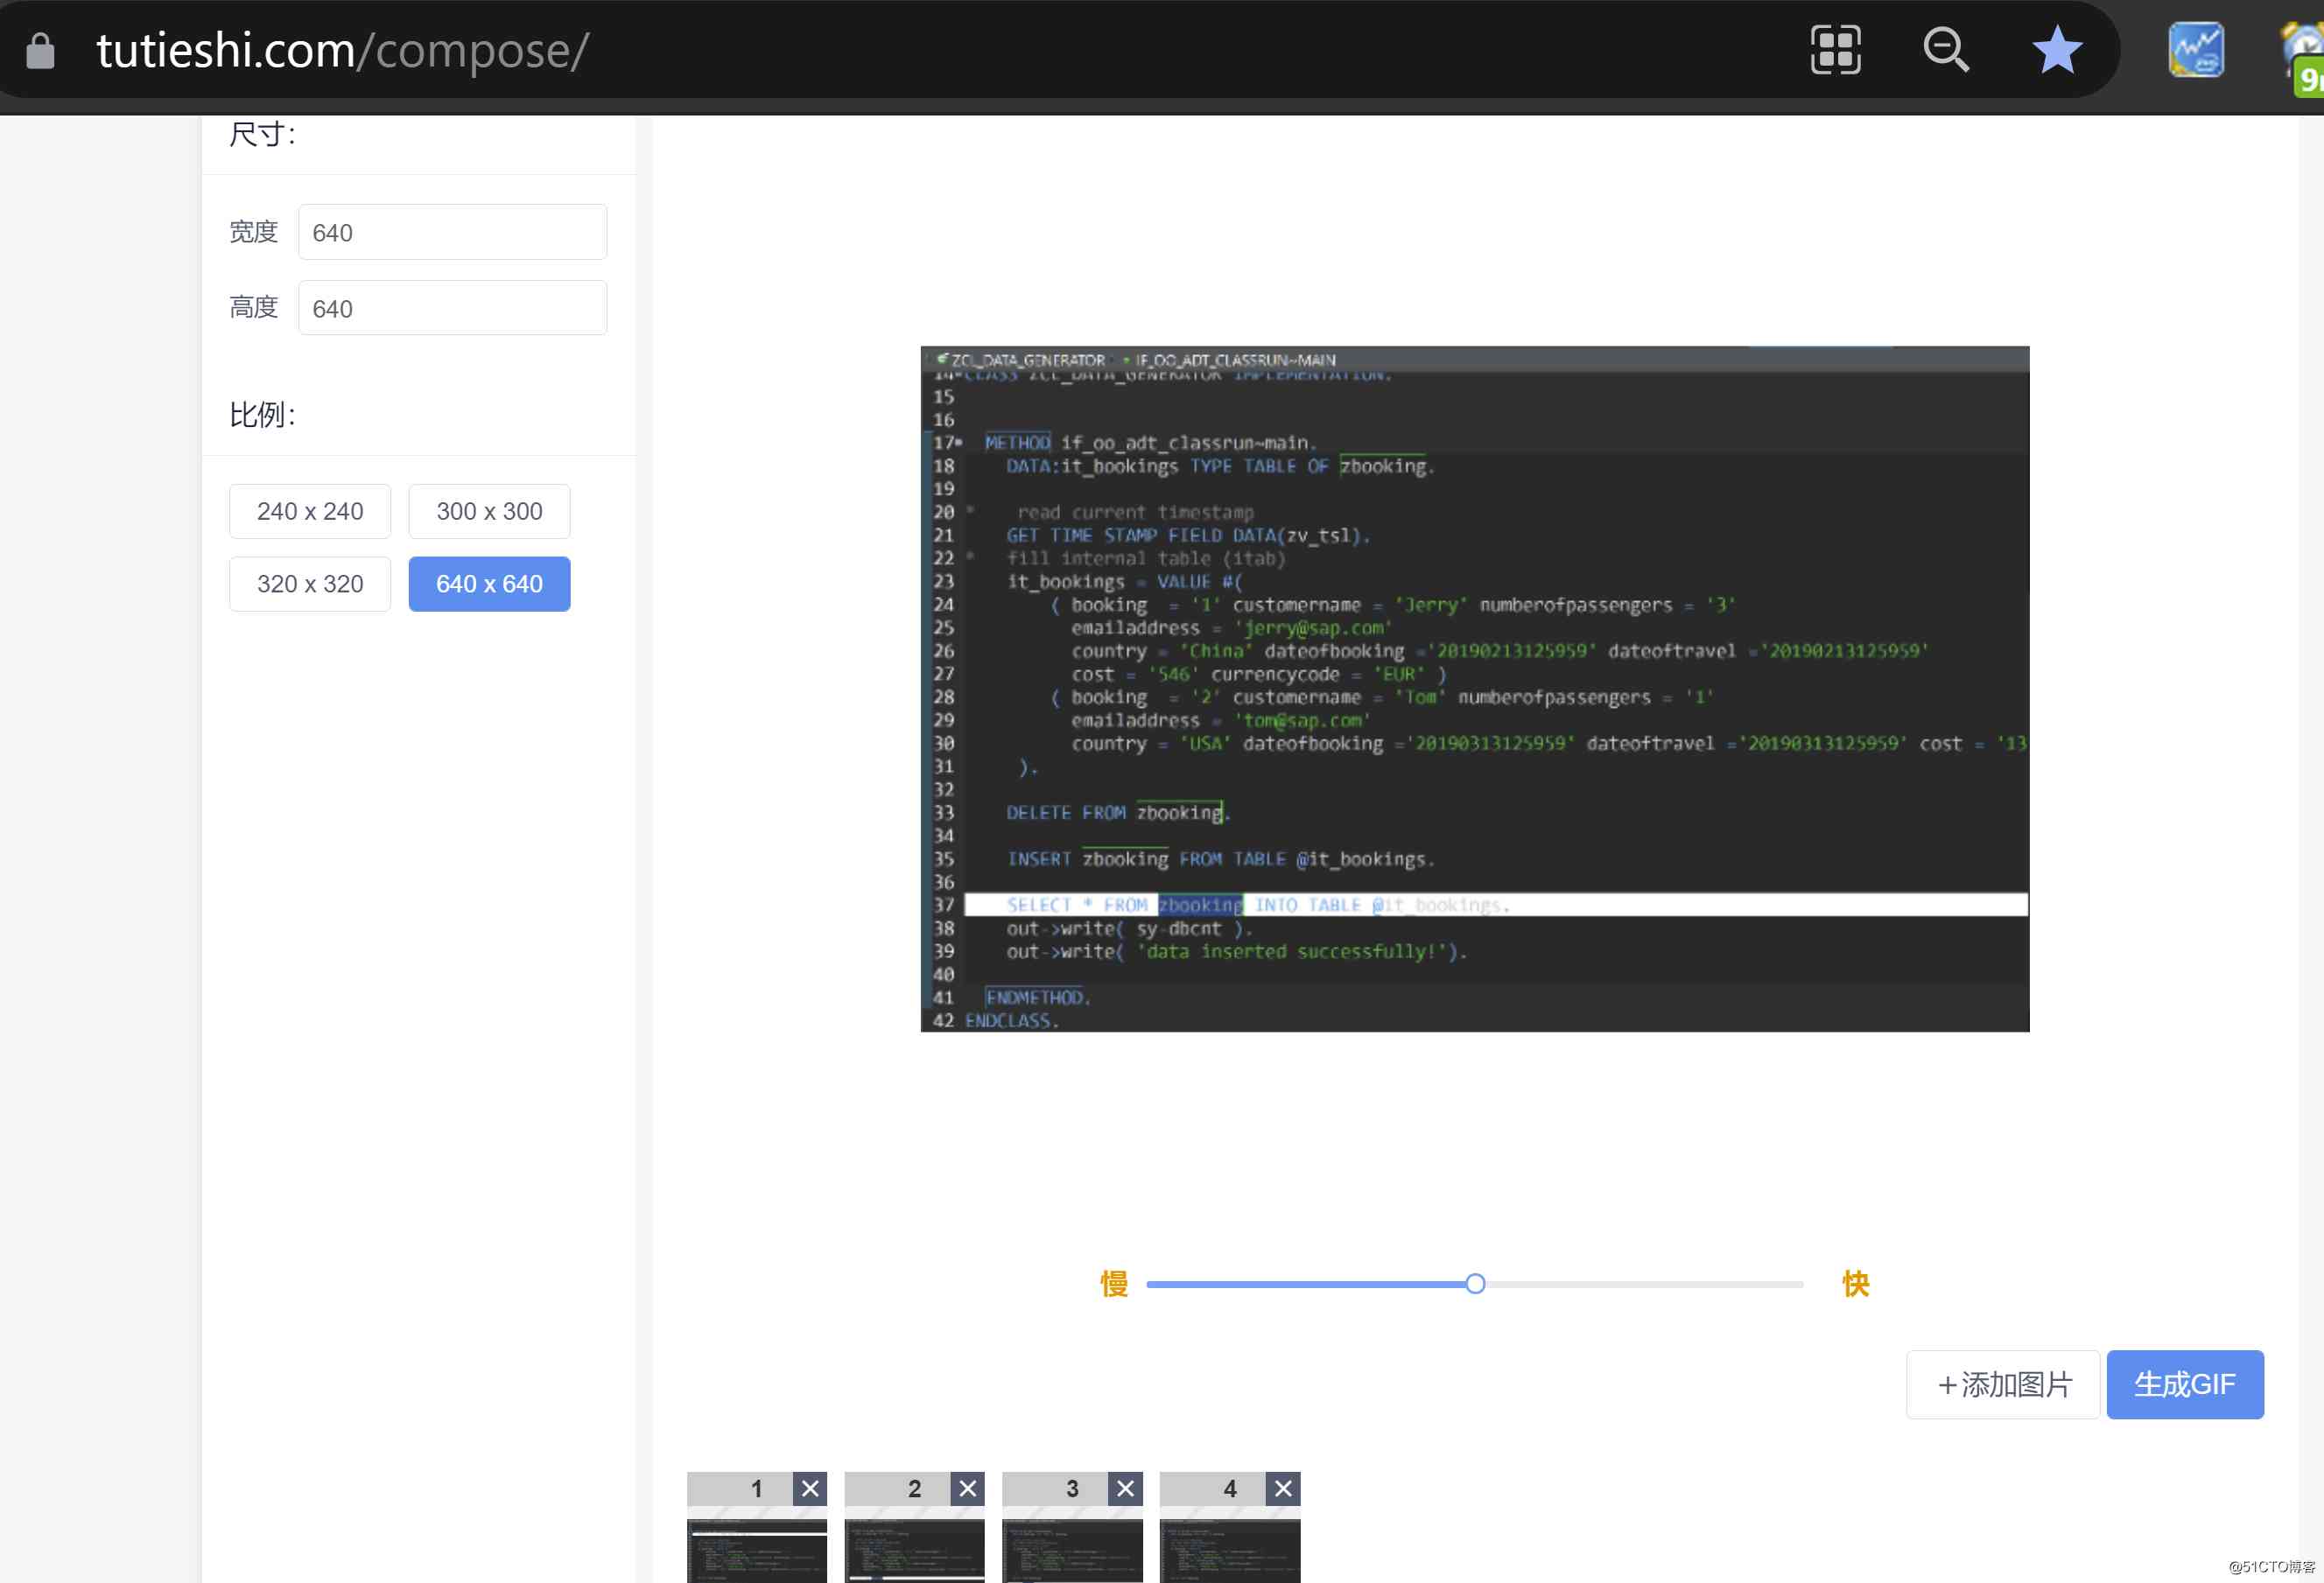 tutieshi.com/compose/
9
尺寸:
宽度 640
高度 640
比例:
240 x 240 300 x 300
320 x 320 640 x 640
ZCL_DATA_GENERATOR IF_OO_ADT_CLASSRUN~MAIN
14 CLASS ZCL_DATA_GENERATOR IMPLEMENTATION.
15
16
17 METHOD if_oo_adt_classrun~main.
18 DATA:it_bookings TYPE TABLE OF zbooking.
19
20 * read current timestamp
21 GET TIME STAMP FIELD DATA(zv_tsl).
22 * fill internal table (itab)
23 it_bookings = VALUE #(
24 ( booking = '1' customername = 'Jerry' numberofpassengers = '3'
25 emailaddress = 'jerry@sap.com'
26 country = 'China' dateofbooking ='20190213125959' dateoftravel ='20190213125959'
27 cost = '546' currencycode = 'EUR' )
28 ( booking = '2' customername = 'Tom' numberofpassengers = '1'
29 emailaddress = 'tom@sap.com'
30 country = 'USA' dateofbooking ='20190313125959' dateoftravel ='20190313125959' cost = '13
31 ).
32
33 DELETE FROM zbooking.
34
35 INSERT zbooking FROM TABLE @it_bookings.
36
37 SELECT * FROM zbooking INTO TABLE @it_bookings.
38 out->write( sy-dbcnt ).
39 out->write( 'data inserted successfully!').
40
41 ENDMETHOD.
42 ENDCLASS.
慢 快
+添加图片 生成GIF
1 2 3 4
@51CTO博客